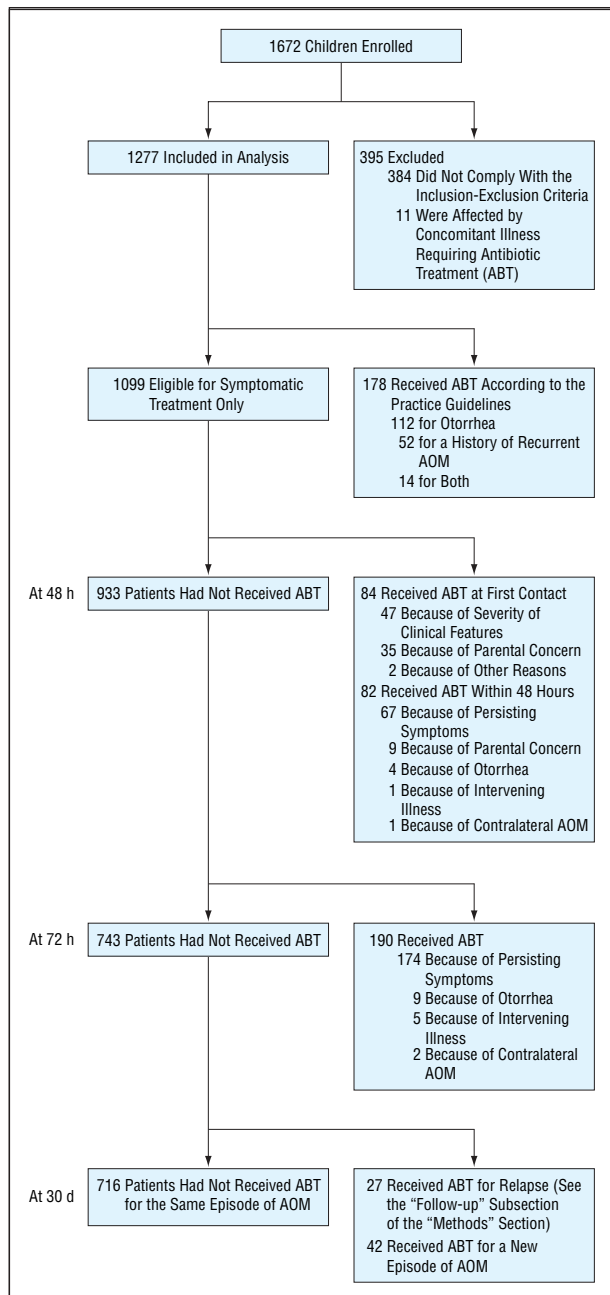 1672 Children Enrolled
1277 Included in Analysis
395 Excluded
384 Did Not Comply With the
Inclusion-Exclusion Criteria
11 Were Affected by
Concomitant Illness
Requiring Antibiotic
Treatment (ABT)
1099 Eligible for Symptomatic
Treatment Only
178 Received ABT According to the
Practice Guidelines
112 for Otorrhea
52 for a History of Recurrent
AOM
14 for Both
At 48 h
933 Patients Had Not Received ABT
84 Received ABT at First Contact
47 Because of Severity of
Clinical Features
35 Because of Parental Concern
2 Because of Other Reasons
82 Received ABT Within 48 Hours
67 Because of Persisting
Symptoms
9 Because of Parental Concern
4 Because of Otorrhea
1 Because of Intervening
Illness
1 Because of Contralateral AOM
At 72 h
743 Patients Had Not Received ABT
190 Received ABT
174 Because of Persisting
Symptoms
9 Because of Otorrhea
5 Because of Intervening
Illness
2 Because of Contralateral
AOM
At 30 d
716 Patients Had Not Received ABT
for the Same Episode of AOM
27 Received ABT for Relapse (See
the “Follow-up” Subsection
of the “Methods” Section)
42 Received ABT for a New
Episode of AOM